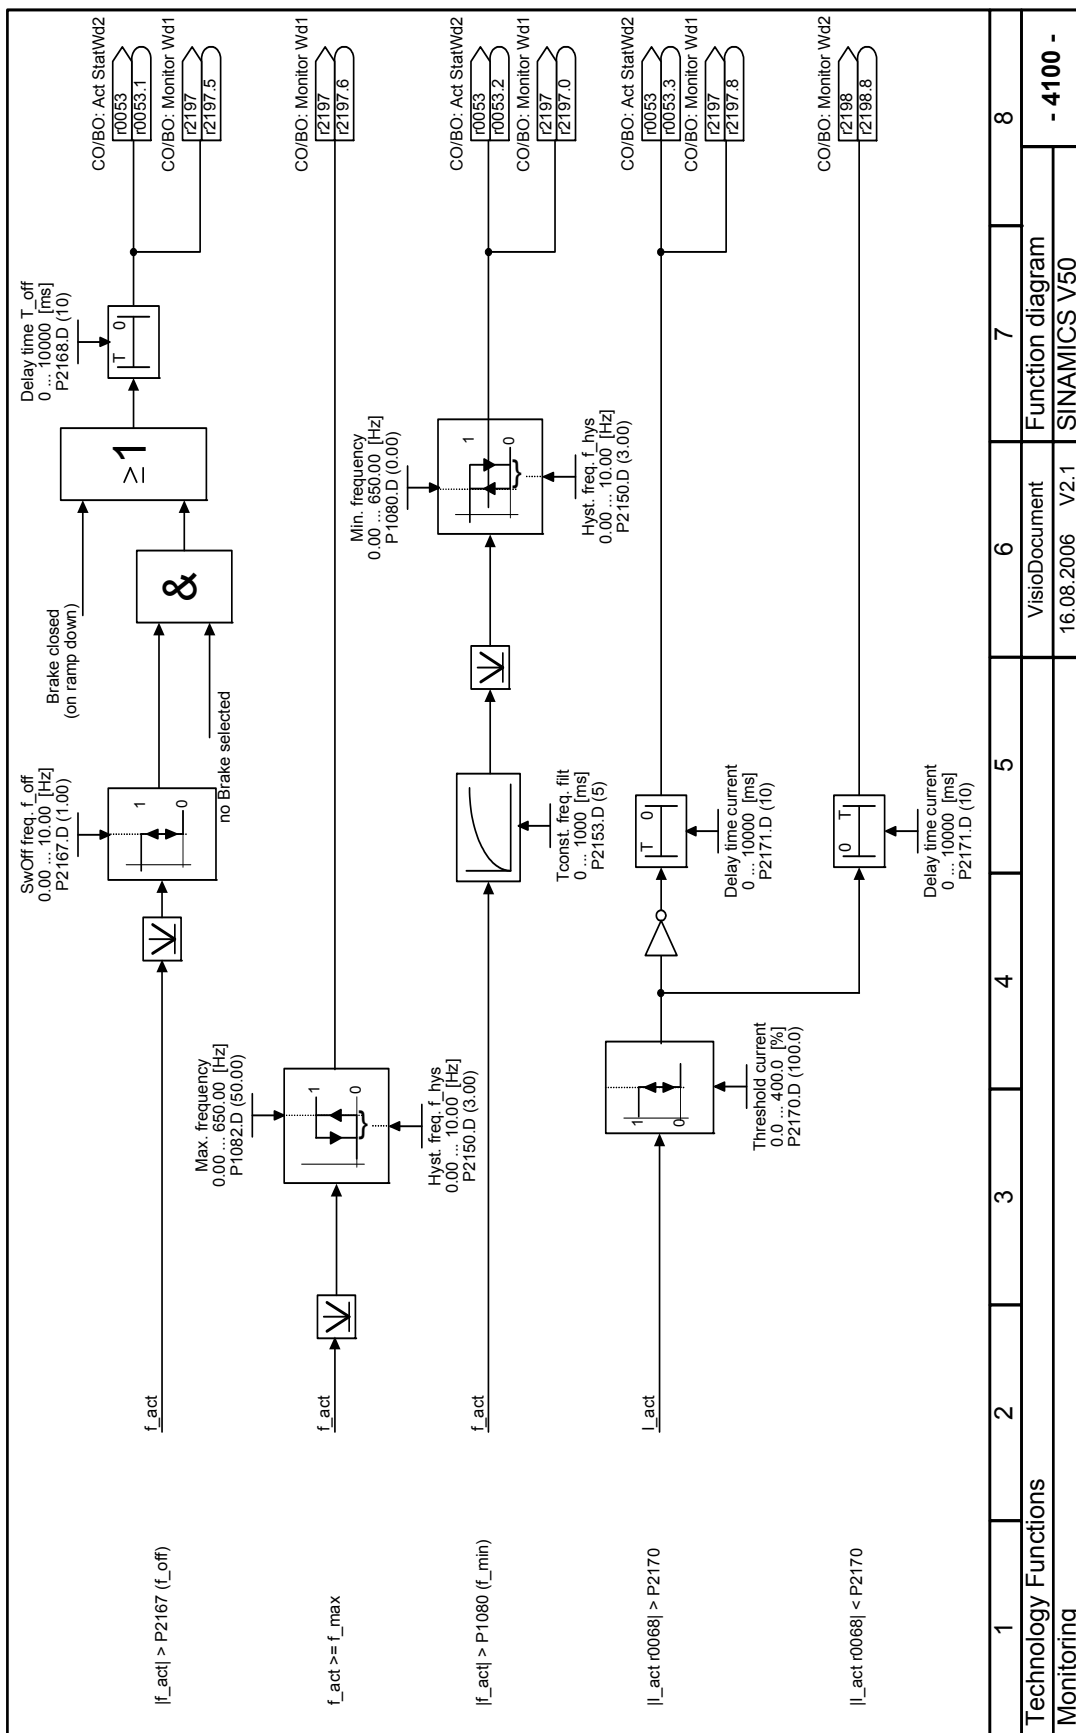 |f_act| > P2167 (f_off)
f_act
SwOff freq. f_off
0.00 ... 10.00 [Hz]
P2167.D (1.00)
1
0
no Brake selected
Brake closed
(on ramp down)
&
≥1
Delay time T_off
0 ... 10000 [ms]
P2168.D (10)
T 0
CO/BO: Act StatWd2
r0053
r0053.1
CO/BO: Monitor Wd1
r2197
r2197.5
f_act >= f_max
f_act
Max. frequency
0.00 ... 650.00 [Hz]
P1082.D (50.00)
1
0
}
Hyst. freq. f_hys
0.00 ... 10.00 [Hz]
P2150.D (3.00)
CO/BO: Monitor Wd1
r2197
r2197.6
|f_act| > P1080 (f_min)
f_act
Tconst. freq. filt
0 ... 1000 [ms]
P2153.D (5)
Min. frequency
0.00 ... 650.00 [Hz]
P1080.D (0.00)
1
0
}
Hyst. freq. f_hys
0.00 ... 10.00 [Hz]
P2150.D (3.00)
CO/BO: Act StatWd2
r0053
r0053.2
CO/BO: Monitor Wd1
r2197
r2197.0
|I_act r0068| > P2170
I_act
1
0
Threshold current
0.0 ... 400.0 [%]
P2170.D (100.0)
T 0
Delay time current
0 ... 10000 [ms]
P2171.D (10)
CO/BO: Act StatWd2
r0053
r0053.3
CO/BO: Monitor Wd1
r2197
r2197.8
|I_act r0068| < P2170
0 T
Delay time current
0 ... 10000 [ms]
P2171.D (10)
CO/BO: Monitor Wd2
r2198
r2198.8
1 2 3 4 5 6 7 8
Technology Functions
VisioDocument
Function diagram
- 4100 -
Monitoring
16.08.2006 V2.1
SINAMICS V50